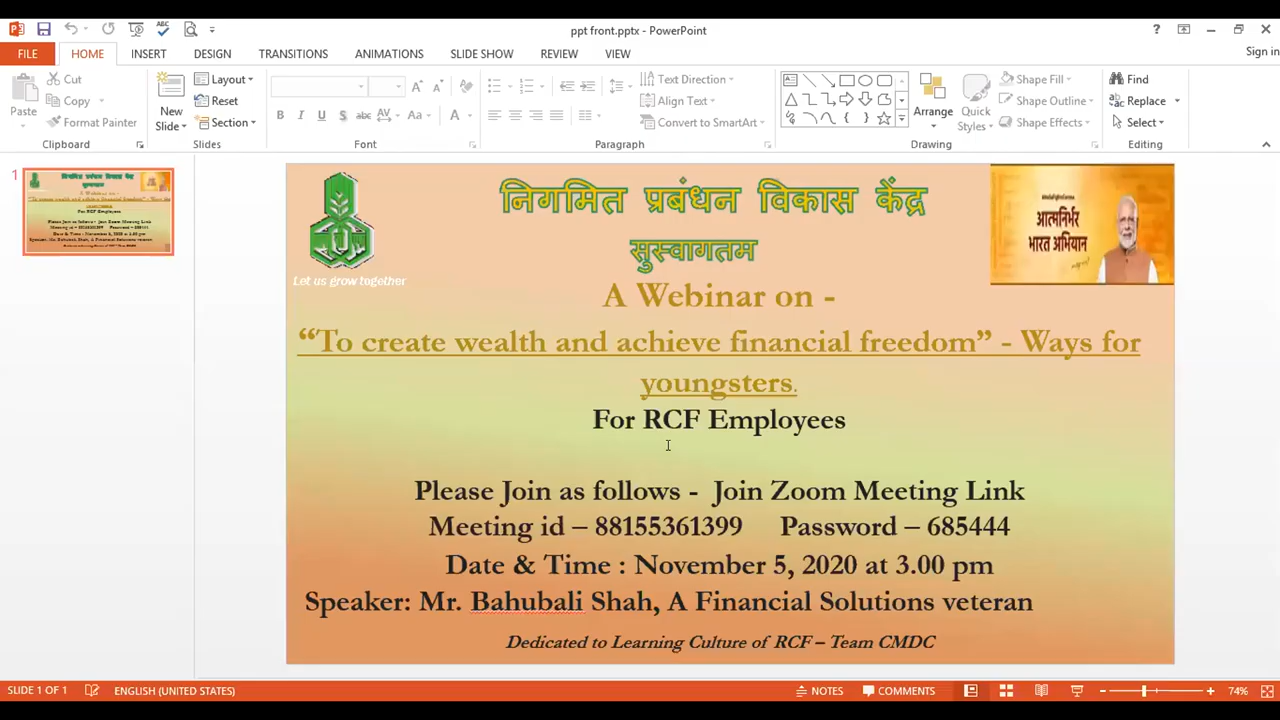 ppt front.pptx - PowerPoint
Sign in
FILE HOME INSERT DESIGN TRANSITIONS ANIMATIONS SLIDE SHOW REVIEW VIEW
Paste Cut Copy Format Painter
New Slide Layout Reset Section
Text Direction Align Text Convert to SmartArt
Arrange Quick Styles Shape Fill Shape Outline Shape Effects
Find Replace Select
Clipboard Slides Font Paragraph Drawing Editing
1
निगमित प्रबंधन विकास केंद्र
सुस्वागतम
Let us grow together
आत्मनिर्भर
भारत अभियान
A Webinar on -
“To create wealth and achieve financial freedom” - Ways for
youngsters.
For RCF Employees
Please Join as follows - Join Zoom Meeting Link
Meeting id – 88155361399 Password – 685444
Date & Time : November 5, 2020 at 3.00 pm
Speaker: Mr. Bahubali Shah, A Financial Solutions veteran
Dedicated to Learning Culture of RCF – Team CMDC
SLIDE 1 OF 1 ENGLISH (UNITED STATES) NOTES COMMENTS 74%